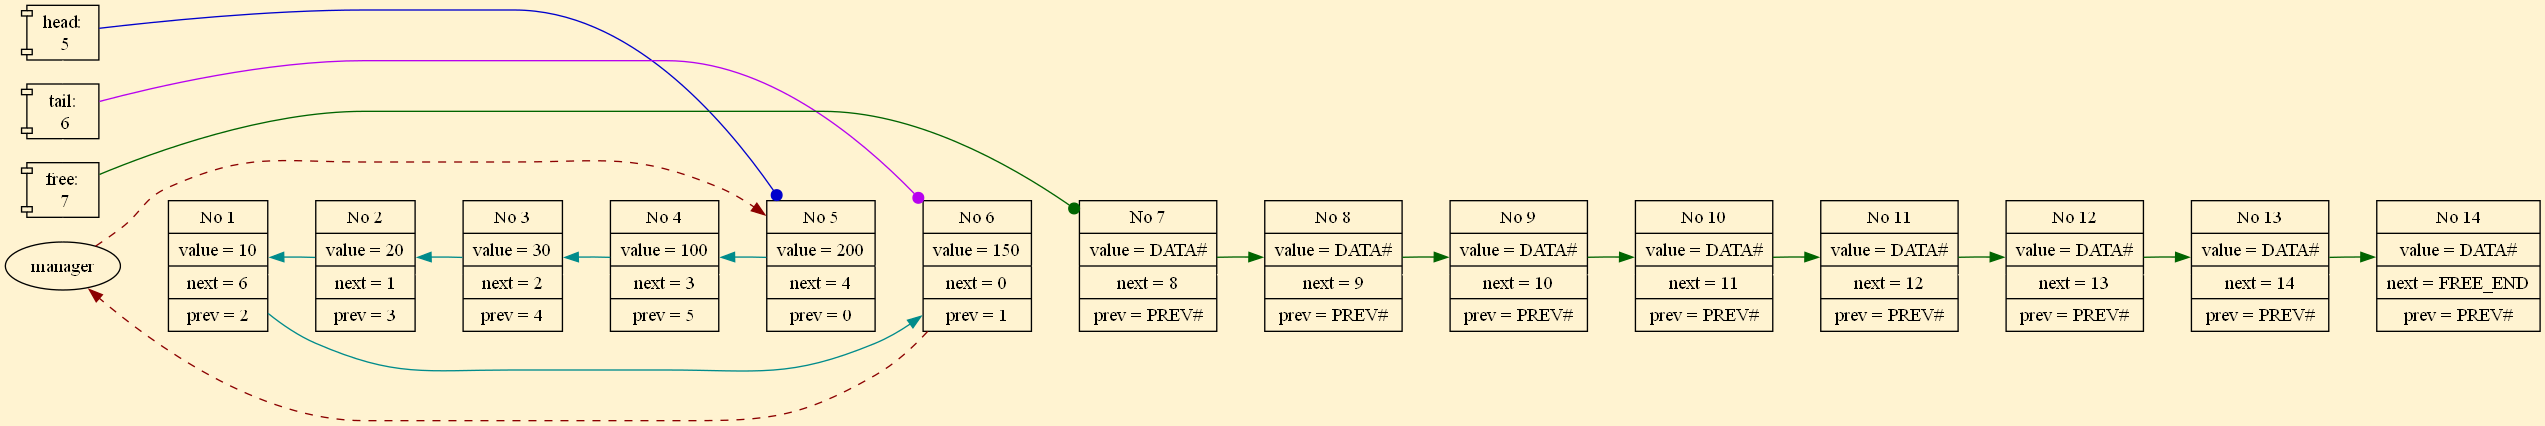 head:
5
tail:
6
free:
7
manager
No 1
value = 10
next = 6
prev = 2
No 2
value = 20
next = 1
prev = 3
No 3
value = 30
next = 2
prev = 4
No 4
value = 100
next = 3
prev = 5
No 5
value = 200
next = 4
prev = 0
No 6
value = 150
next = 0
prev = 1
No 7
value = DATA#
next = 8
prev = PREV#
No 8
value = DATA#
next = 9
prev = PREV#
No 9
value = DATA#
next = 10
prev = PREV#
No 10
value = DATA#
next = 11
prev = PREV#
No 11
value = DATA#
next = 12
prev = PREV#
No 12
value = DATA#
next = 13
prev = PREV#
No 13
value = DATA#
next = 14
prev = PREV#
No 14
value = DATA#
next = FREE_END
prev = PREV#